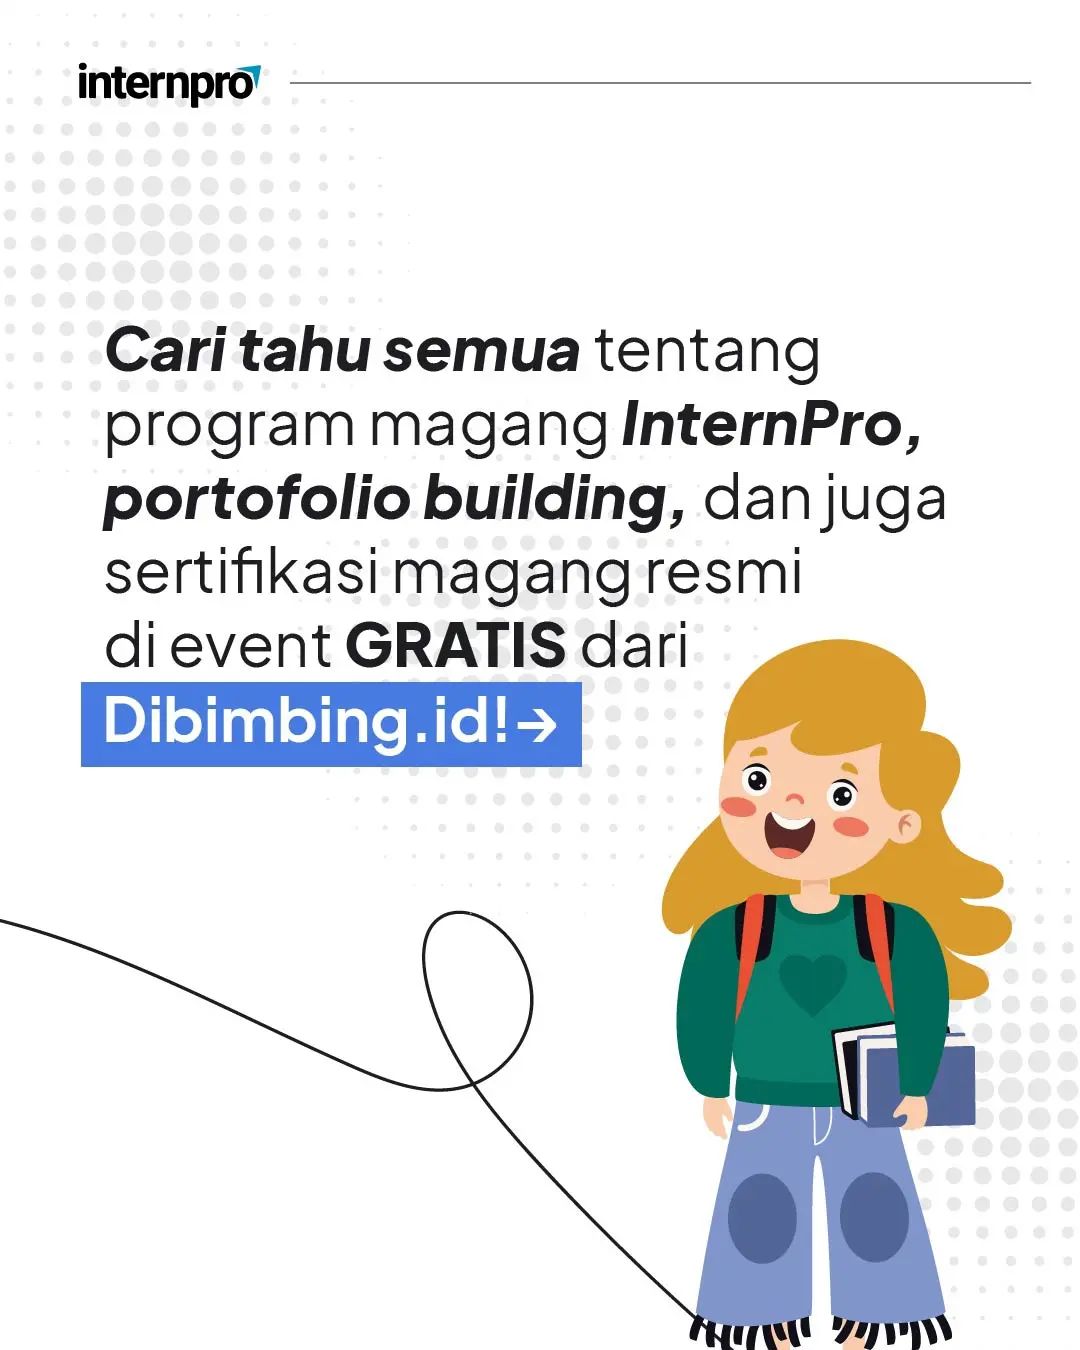 internpro
Cari tahu semua tentang
program magang InternPro,
portofolio building, dan juga
sertifikasi magang resmi
di event GRATIS dari
Dibimbing.id!→